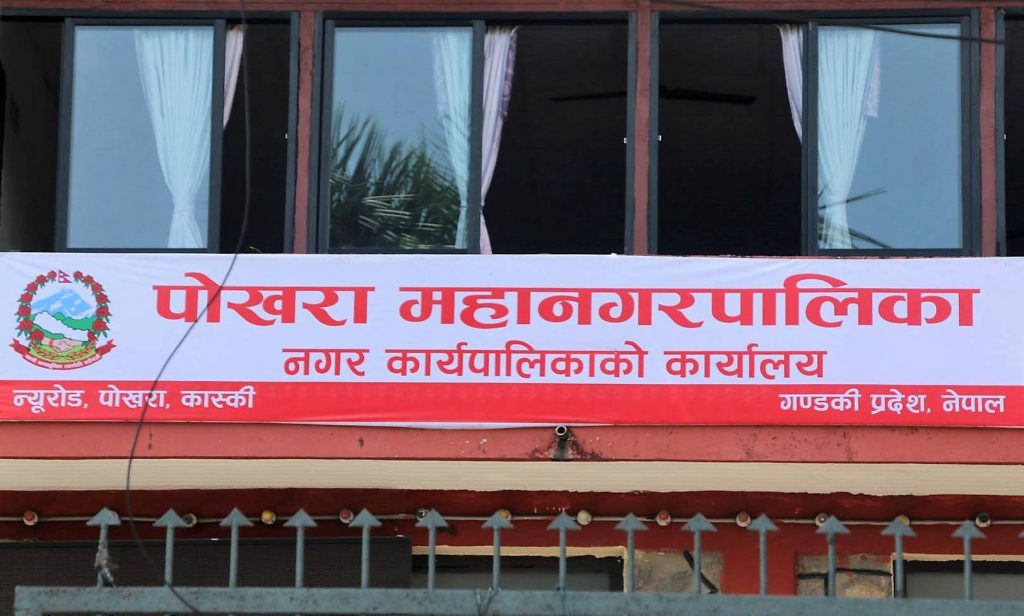 पोखरा महानगरपालिका
नगर कार्यपालिकाको कार्यालय
न्यूरोड, पोखरा, कास्की
गण्डकी प्रदेश, नेपाल